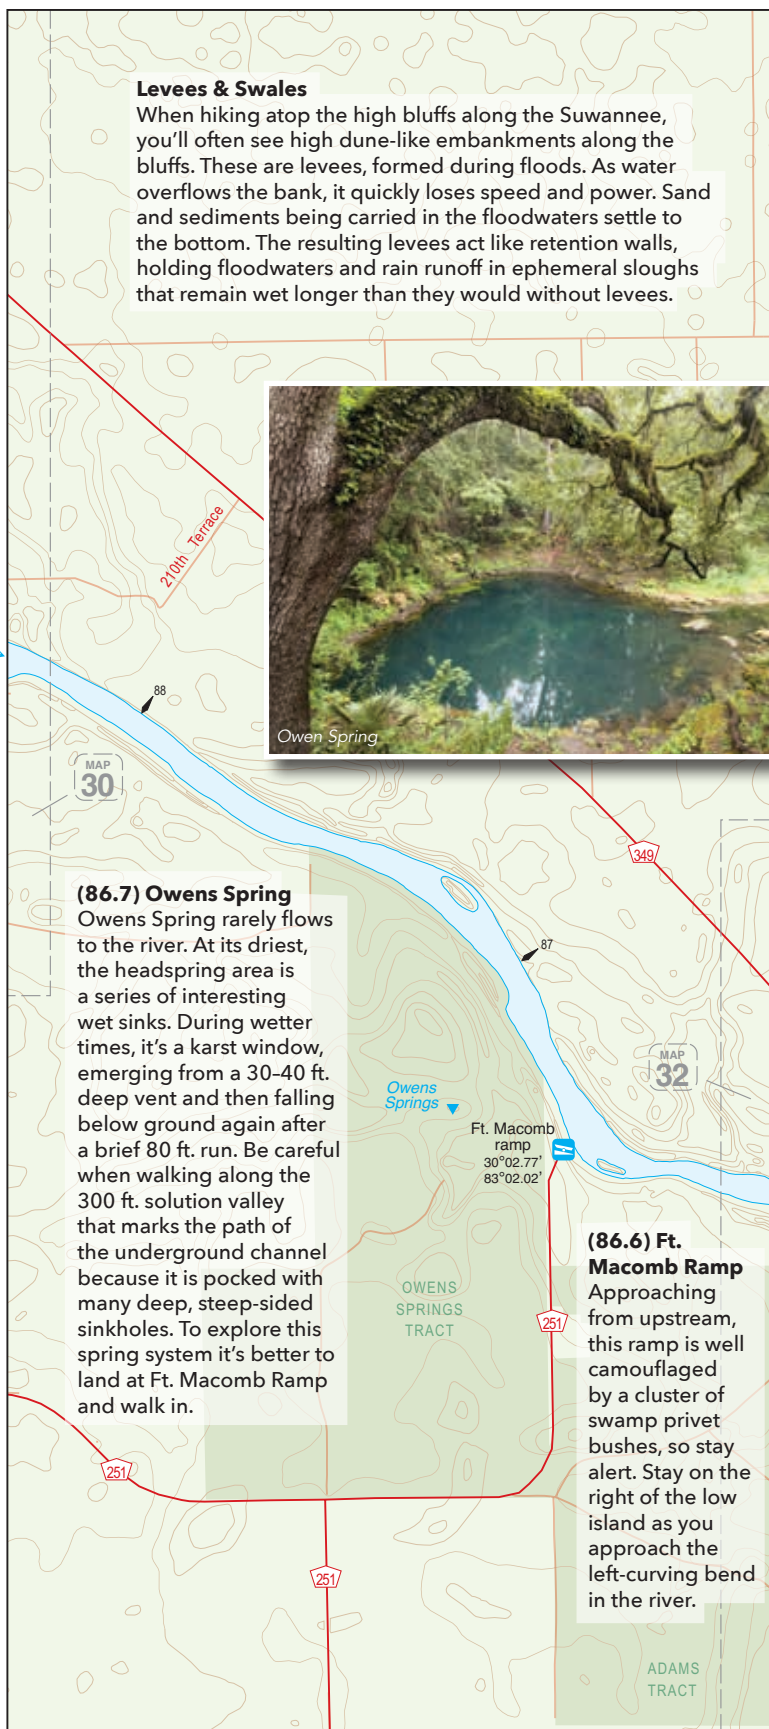 Levees & Swales
When hiking atop the high bluffs along the Suwannee,
you’ll often see high dune-like embankments along the
bluffs. These are levees, formed during floods. As water
overflows the bank, it quickly loses speed and power. Sand
and sediments being carried in the floodwaters settle to
the bottom. The resulting levees act like retention walls,
holding floodwaters and rain runoff in ephemeral sloughs
that remain wet longer than they would without levees.
210th Terrace
Owen Spring
88
MAP
30
349
(86.7) Owens Spring
Owens Spring rarely flows
to the river. At its driest,
the headspring area is
a series of interesting
wet sinks. During wetter
times, it’s a karst window,
emerging from a 30–40 ft.
deep vent and then falling
below ground again after
a brief 80 ft. run. Be careful
when walking along the
300 ft. solution valley
that marks the path of
the underground channel
because it is pocked with
many deep, steep-sided
sinkholes. To explore this
spring system it’s better to
land at Ft. Macomb Ramp
and walk in.
87
MAP
32
Owens
Springs
Ft. Macomb
ramp
30°02.77’
83°02.02’
(86.6) Ft.
Macomb Ramp
Approaching
from upstream,
this ramp is well
camouflaged
by a cluster of
swamp privet
bushes, so stay
alert. Stay on the
right of the low
island as you
approach the
left-curving bend
in the river.
OWENS
SPRINGS
TRACT
251
251
251
ADAMS
TRACT